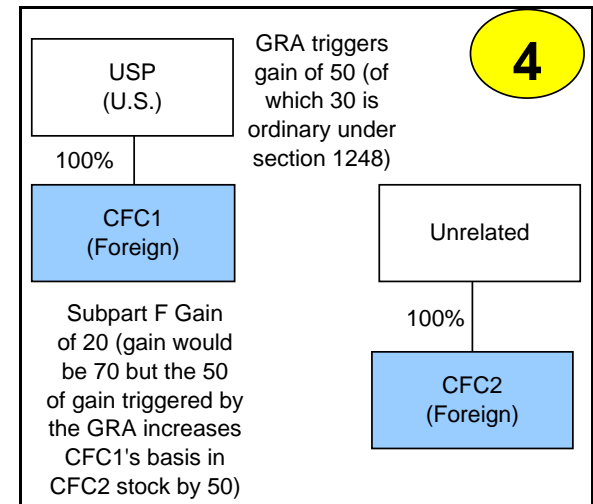 GRA triggers
gain of 50 (of
which 30 is
ordinary under
section 1248)
4
USP
(U.S.)
100%
CFC1
(Foreign)
Unrelated
Subpart F Gain
of 20 (gain would
be 70 but the 50
of gain triggered by
the GRA increases
CFC1's basis in
CFC2 stock by 50)
100%
CFC2
(Foreign)